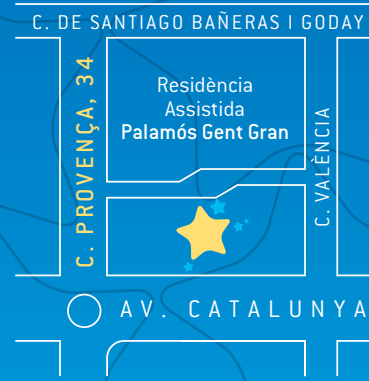 C. DE SANTIAGO BAÑERAS I GODAY
C. PROVENÇA, 34
Residència
Assistida
Palamós Gent Gran
C. VALÈNCIA
AV. CATALUNYA